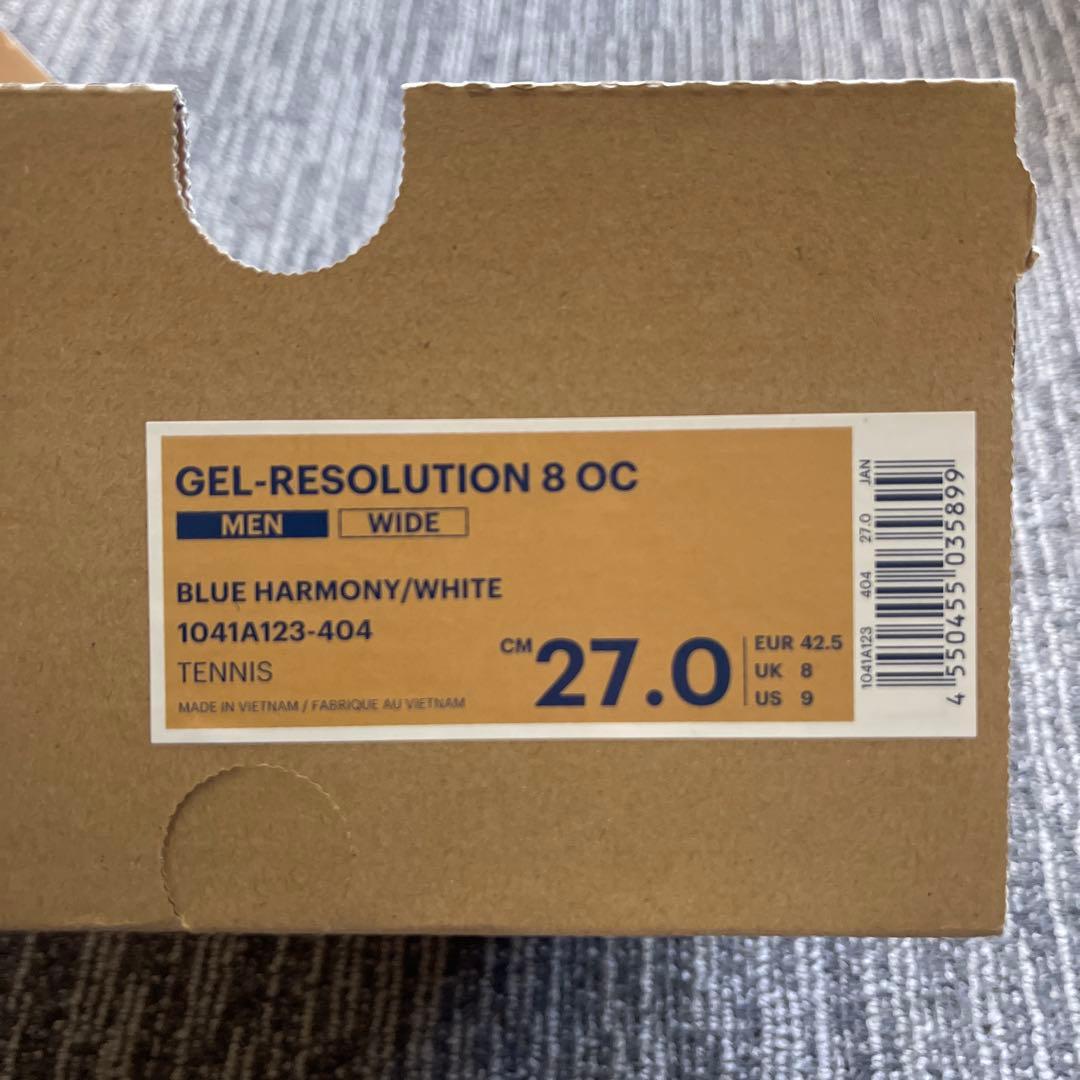 GEL-RESOLUTION 8 OC
MEN WIDE
BLUE HARMONY/WHITE
1041A123-404
TENNIS
MADE IN VIETNAM / FABRIQUE AU VIETNAM
CM 27.0
EUR 42.5
UK 8
US 9
1041A123 404 27.0 JAN
4 550455 035899